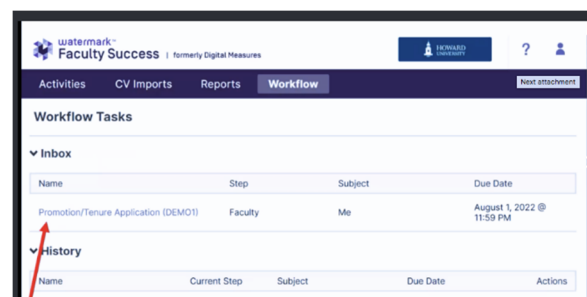 watermark™
Faculty Success | formerly Digital Measures
HOWARD
UNIVERSITY
?
Activities CV Imports Reports Workflow
Next attachment
Workflow Tasks
Inbox
Name Step Subject Due Date
Promotion/Tenure Application (DEMO1) Faculty Me August 1, 2022 @
11:59 PM
History
Name Current Step Subject Due Date Actions